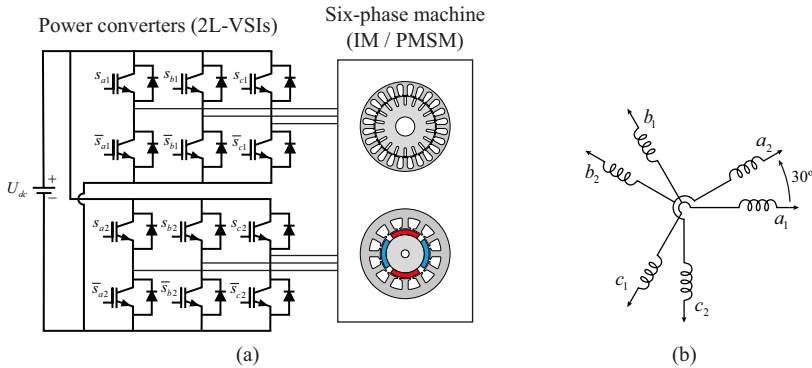 Power converters (2L-VSIs)
Six-phase machine
(IM / PMSM)
s_a1 s_b1 s_c1
s̅_a1 s̅_b1 s̅_c1
U_dc + −
s_a2 s_b2 s_c2
s̅_a2 s̅_b2 s̅_c2
b_1
a_2
b_2
30°
a_1
c_1
c_2
(a)
(b)